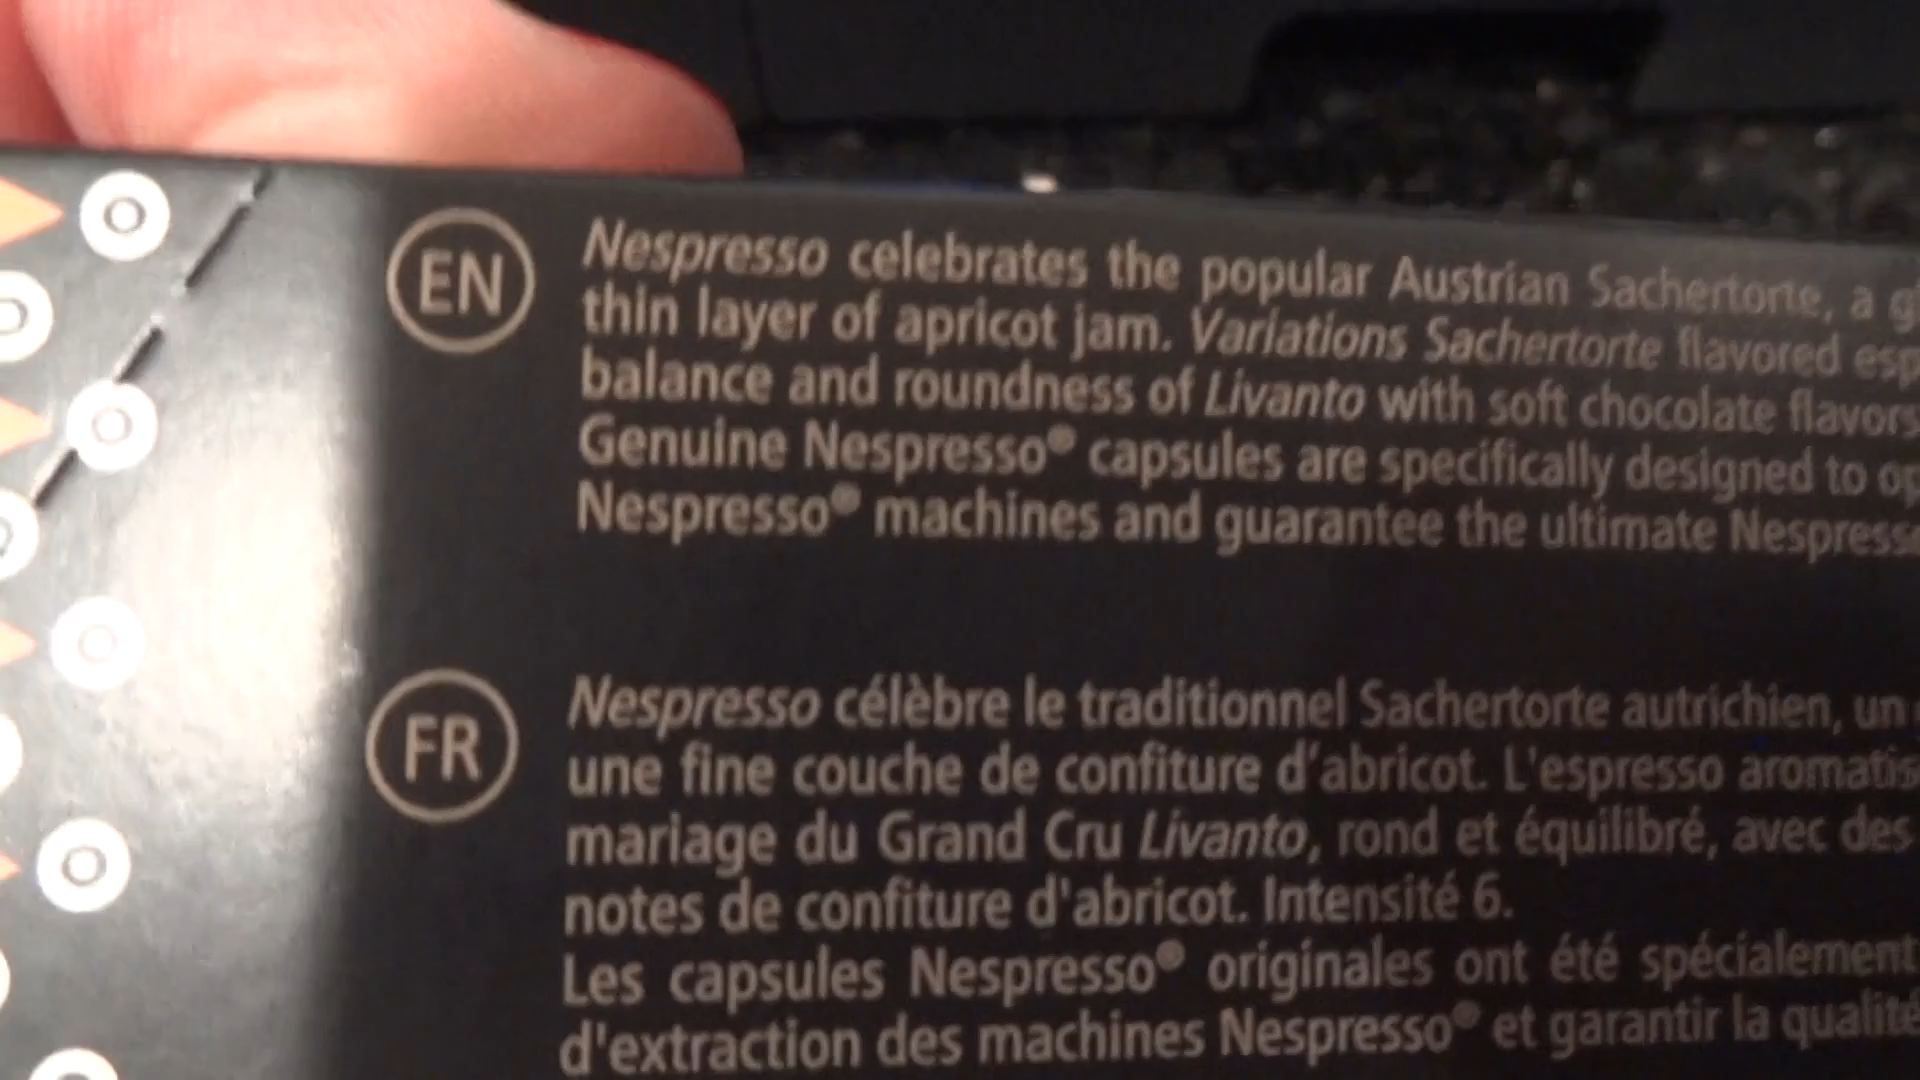 EN
Nespresso celebrates the popular Austrian Sachertorte, a
thin layer of apricot jam. Variations Sachertorte flavored
balance and roundness of Livanto with soft chocolate flavors
Genuine Nespresso® capsules are specifically designed to
Nespresso® machines and guarantee the ultimate
FR
Nespresso célèbre le traditionnel Sachertorte autrichien, un
une fine couche de confiture d'abricot. L'espresso
mariage du Grand Cru Livanto, rond et équilibré, avec des
notes de confiture d'abricot. Intensité 6.
Les capsules Nespresso® originales ont été spécialement
d'extraction des machines Nespresso® et garantir la qualité